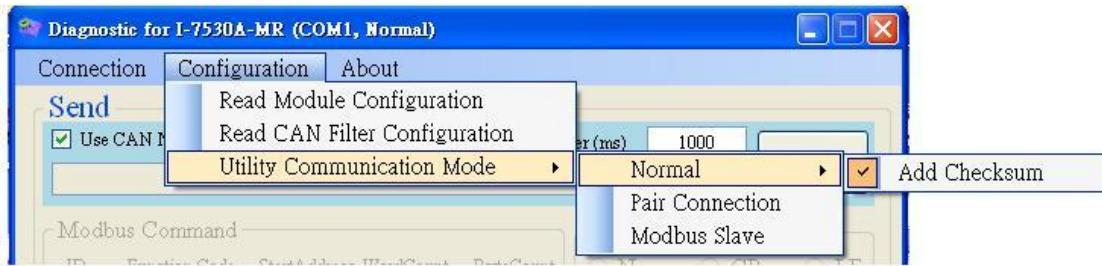 Diagnostic for I-7530A-MR (COM1, Normal)
Connection Configuration About
Send
Read Module Configuration
Read CAN Filter Configuration
Use CAN
er (ms) 1000
Utility Communication Mode
Normal
Add Checksum
Pair Connection
Modbus Slave
Modbus Command